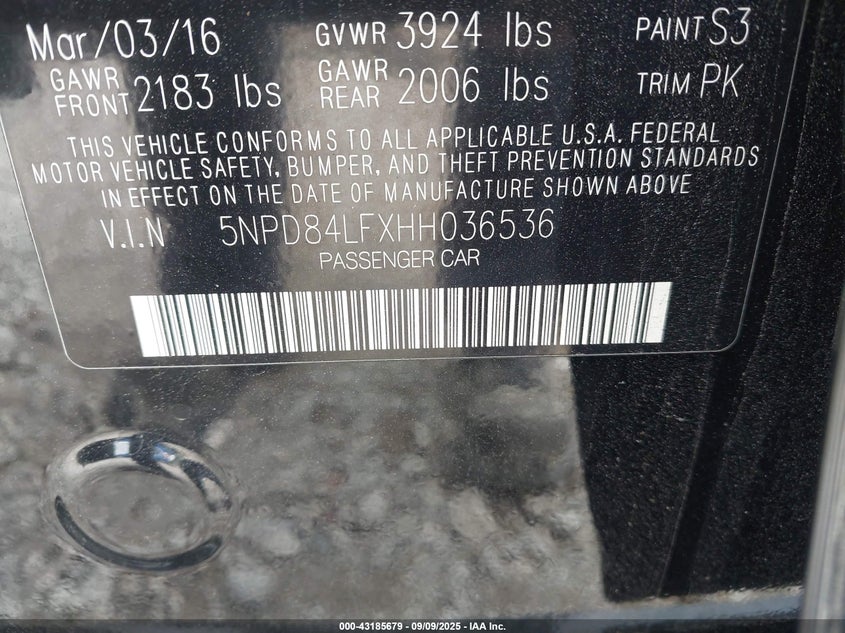 Mar/03/16 GVWR 3924 lbs PAINT S3
GAWR FRONT 2183 lbs GAWR REAR 2006 lbs TRIM PK
THIS VEHICLE CONFORMS TO ALL APPLICABLE U.S.A. FEDERAL
MOTOR VEHICLE SAFETY, BUMPER, AND THEFT PREVENTION STANDARDS
IN EFFECT ON THE DATE OF MANUFACTURE SHOWN ABOVE
V.I.N 5NPD84LFXHH036536
PASSENGER CAR
000-43185679 - 09/09/2025 - IAA Inc.